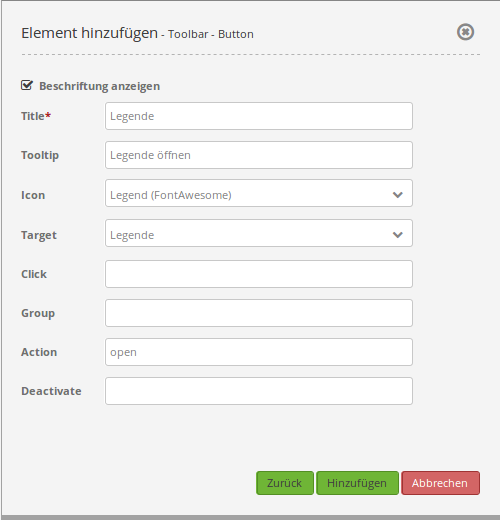 Element hinzufügen - Toolbar - Button
Beschriftung anzeigen
Title* Legende
Tooltip Legende öffnen
Icon Legend (FontAwesome)
Target Legende
Click
Group
Action open
Deactivate
Zurück Hinzufügen Abbrechen